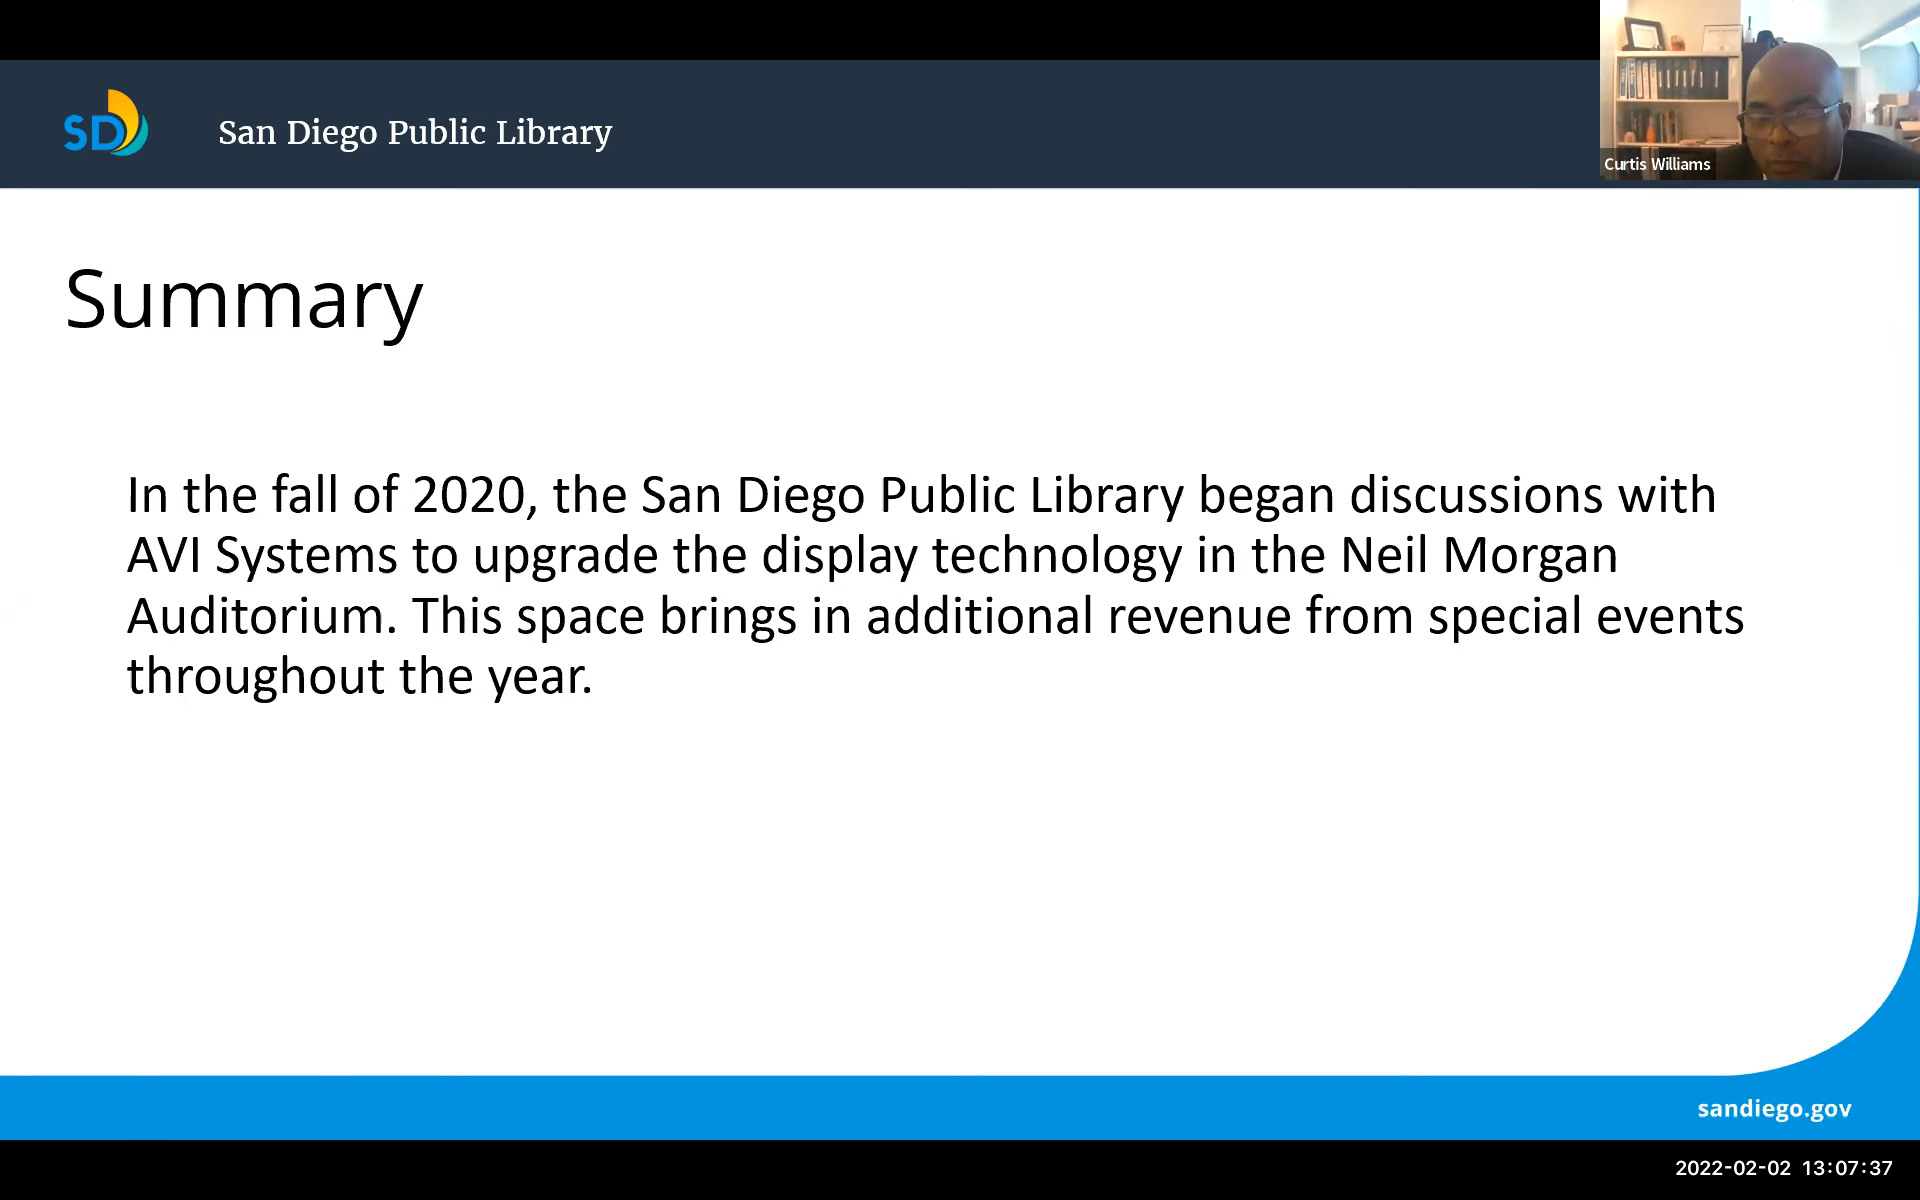 SD
San Diego Public Library
Curtis Williams
Summary
In the fall of 2020, the San Diego Public Library began discussions with
AVI Systems to upgrade the display technology in the Neil Morgan
Auditorium. This space brings in additional revenue from special events
throughout the year.
sandiego.gov
2022-02-02 13:07:37